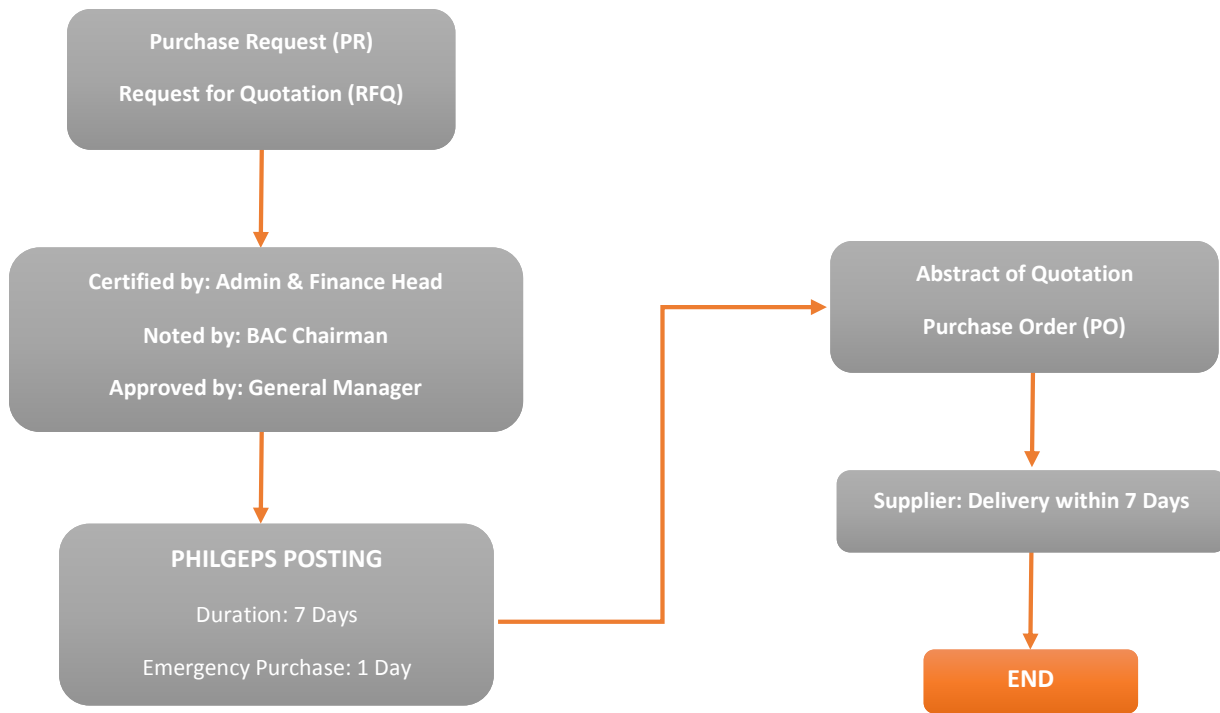 Purchase Request (PR)
Request for Quotation (RFQ)
Certified by: Admin & Finance Head
Noted by: BAC Chairman
Approved by: General Manager
PHILGEPS POSTING
Duration: 7 Days
Emergency Purchase: 1 Day
Abstract of Quotation
Purchase Order (PO)
Supplier: Delivery within 7 Days
END